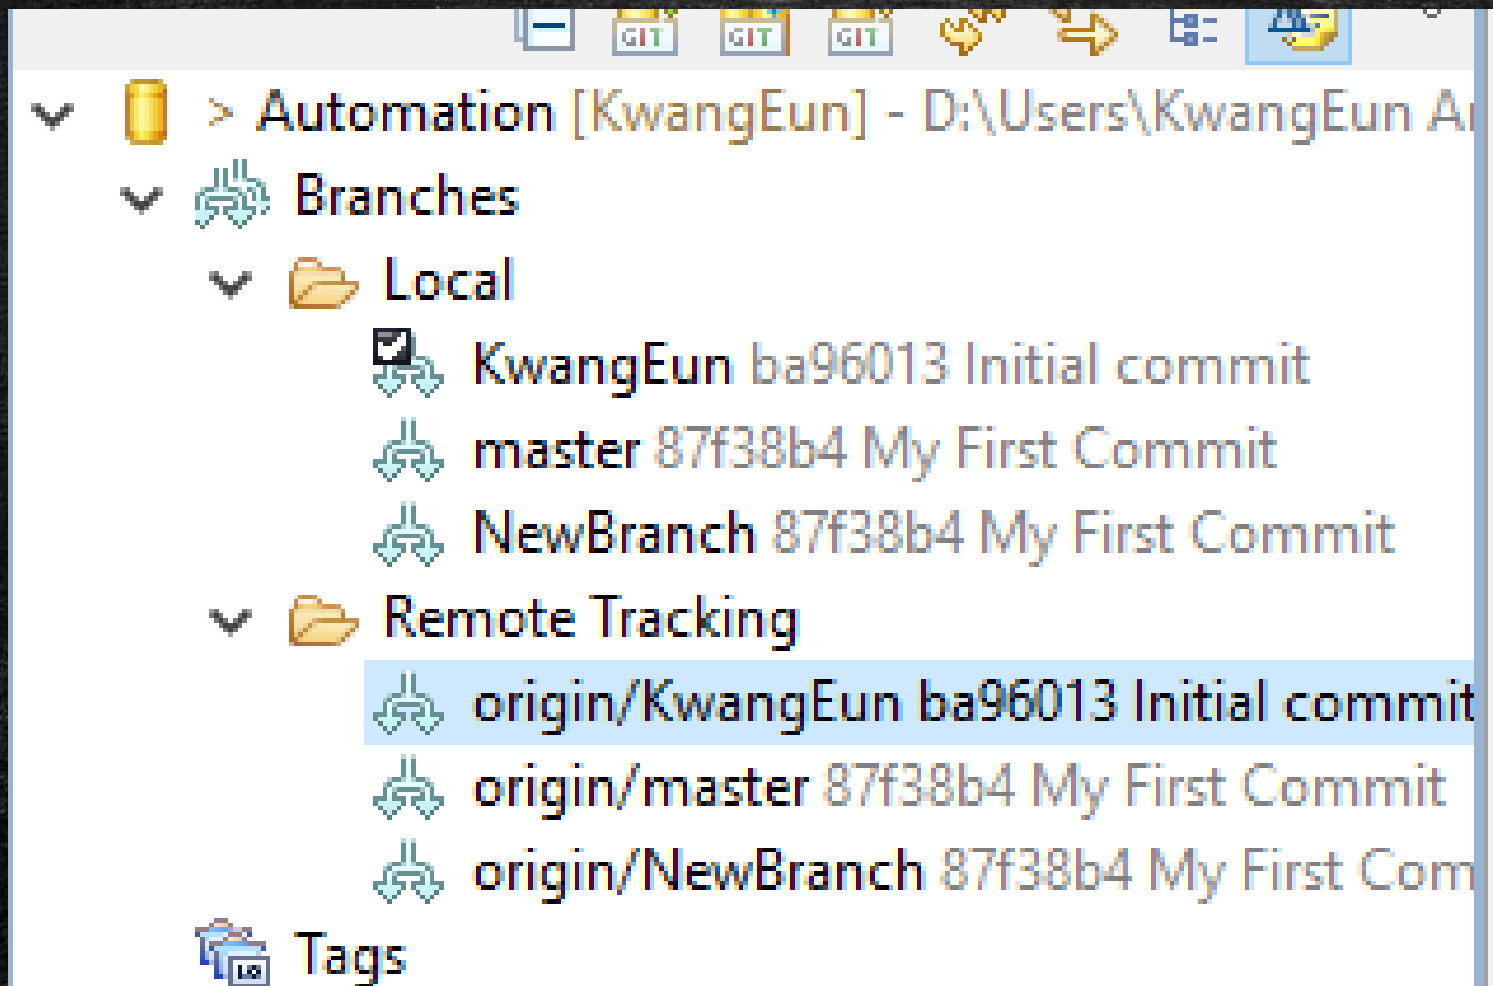 GIT GIT GIT
> Automation [KwangEun] - D:\Users\KwangEun
Branches
Local
KwangEun ba96013 Initial commit
master 87f38b4 My First Commit
NewBranch 87f38b4 My First Commit
Remote Tracking
origin/KwangEun ba96013 Initial commit
origin/master 87f38b4 My First Commit
origin/NewBranch 87f38b4 My First Com
Tags